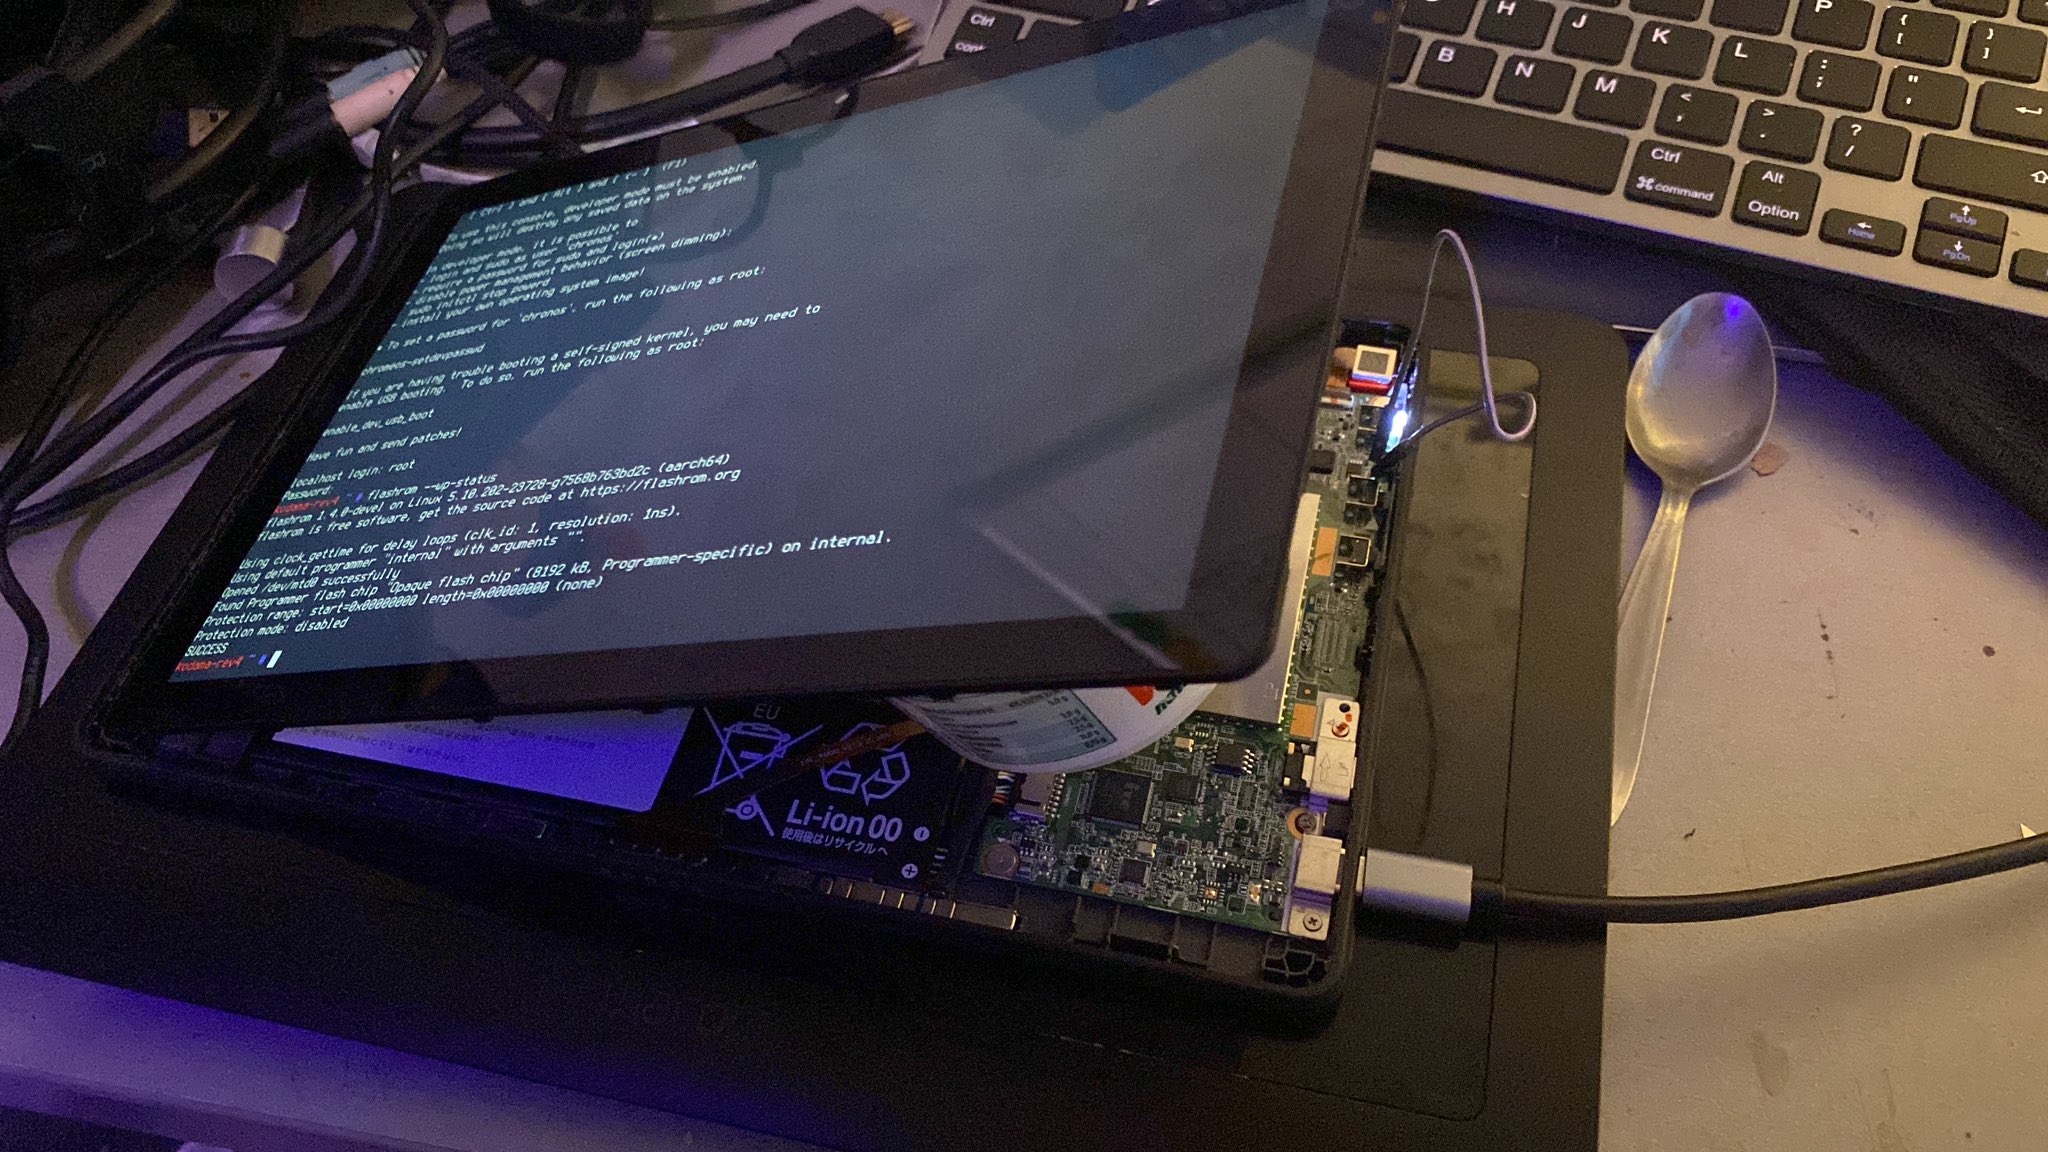 [ Ctrl ] and [ Alt ] and [ (F1)
To use this console, developer mode must be enabled.
Doing so will destroy any saved data on the system.
In developer mode, it is possible to
login and sudo as user 'chronos'
require a password for sudo and login(*)
disable power management behavior (screen dimming):
sudo initctl stop powerd
install your own operating system image!
* To set a password for 'chronos', run the following as root:
chromeos-setdevpasswd
If you are having trouble booting a self-signed kernel, you may need to
enable USB booting. To do so, run the following as root:
enable_dev_usb_boot
Have fun and send patches!
localhost login: root
Password:
kodama-rev4 ~ # flashrom --wp-status
flashrom 1.4.0-devel on Linux 5.10.202-23728-g7560b763bd2c (aarch64)
flashrom is free software, get the source code at https://flashrom.org
Using clock_gettime for delay loops (clk_id: 1, resolution: 1ns).
Using default programmer "internal" with arguments "".
Opened /dev/mtd0 successfully
Found Programmer flash chip "Opaque flash chip" (8192 kB, Programmer-specific) on internal.
Protection range: start=0x00000000 length=0x00000000 (none)
Protection mode: disabled
SUCCESS
kodama-rev4 ~ #
EU
Li-ion 00
使用後はリサイクルへ
Ctrl
H
J
K
L
P
{
[
}
]
:
;
"
'
B
N
M
<
,
>
.
?
/
Ctrl
⌘ command
Alt
Option
Home
PgUp
PgDn